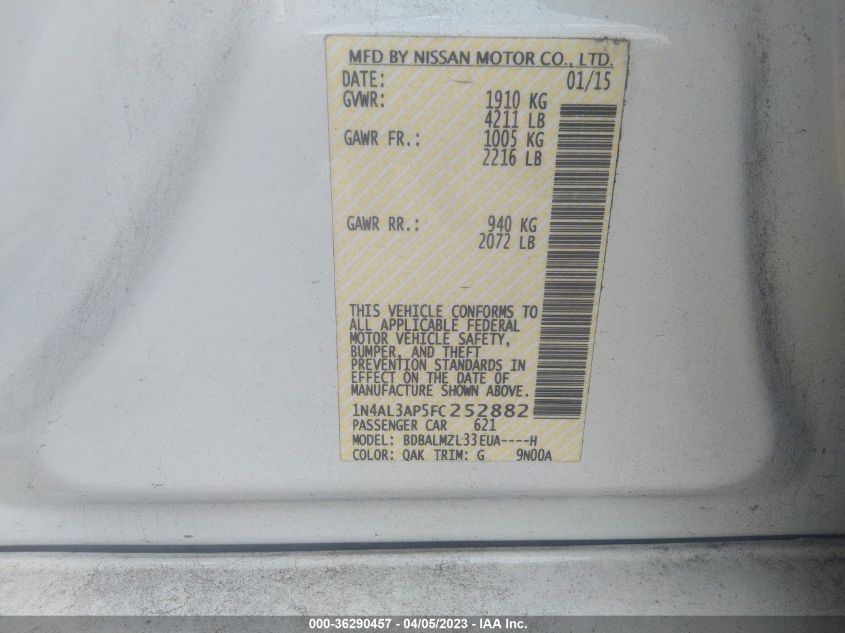 MFD BY NISSAN MOTOR CO., LTD.
DATE: 01/15
GVWR: 1910 KG
4211 LB
GAWR FR.: 1005 KG
2216 LB
GAWR RR.: 940 KG
2072 LB
THIS VEHICLE CONFORMS TO
ALL APPLICABLE FEDERAL
MOTOR VEHICLE SAFETY,
BUMPER, AND THEFT
PREVENTION STANDARDS IN
EFFECT ON THE DATE OF
MANUFACTURE SHOWN ABOVE.
1N4AL3AP5FC252882
PASSENGER CAR 621
MODEL: BDBALMZL33EUA----H
COLOR: QAK TRIM: G 9N00A
000-36290457 - 04/05/2023 - IAA Inc.